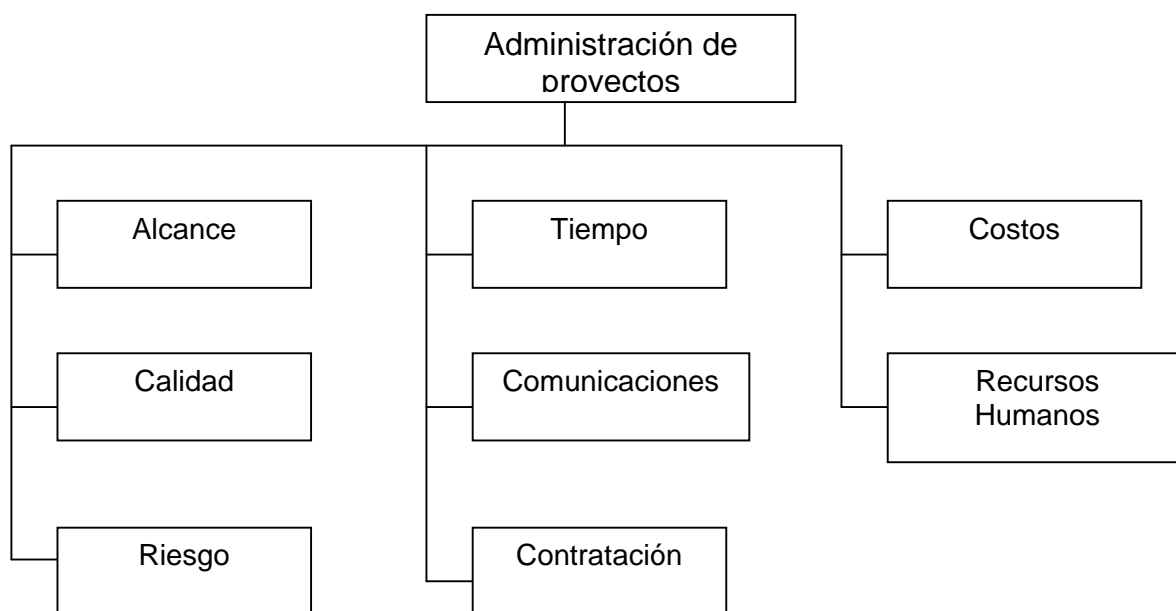 Administración de
proyectos
Alcance
Tiempo
Costos
Calidad
Comunicaciones
Recursos
Humanos
Riesgo
Contratación